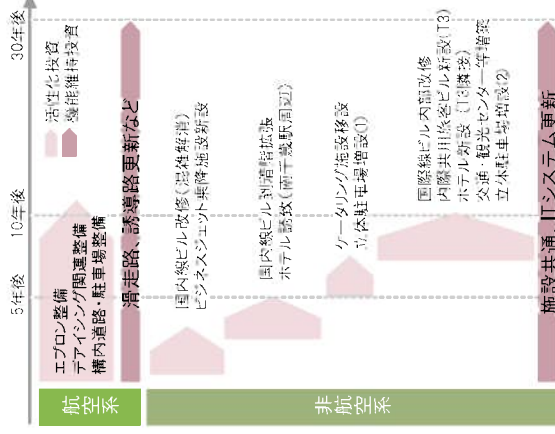 5年後
10年後
30年後
活性化投資
機能維持投資
航空系
エプロン整備
デアイシング関連整備
構内道路・駐車場整備
滑走路、誘導路更新など
非航空系
国内線ビル改修(混雑解消)
ビジネスジェット乗降施設新設
国内線ビル到着階拡張
ホテル誘致(南千歳駅周辺)
ケータリング施設移設
立体駐車場増設(1)
国際線ビル内部改修
内際共用旅客ビル新設(T3)
ホテル新設(T3隣接)
交通・観光センター等増築
立体駐車場増設(2)
施設共通、ITシステム更新